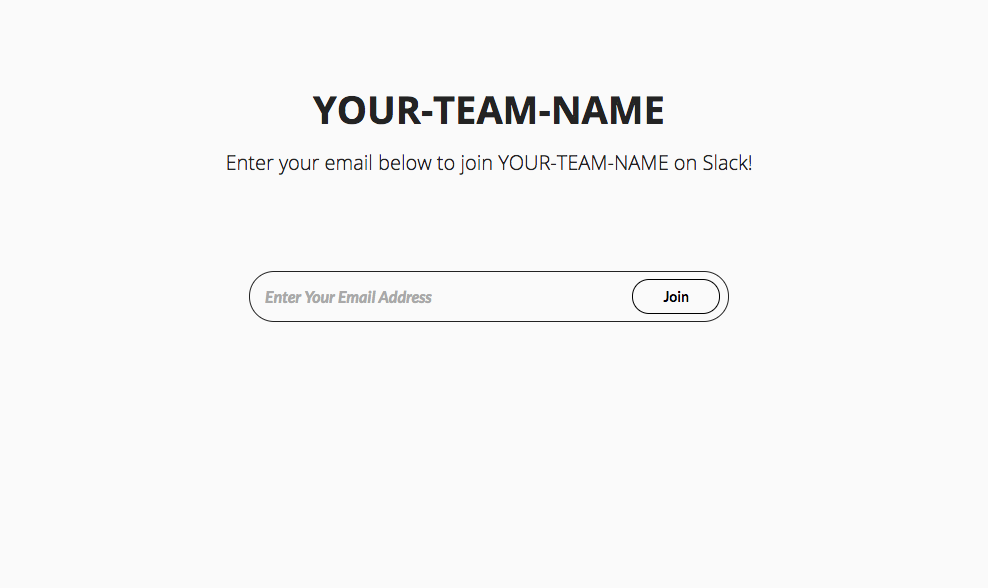 YOUR-TEAM-NAME
Enter your email below to join YOUR-TEAM-NAME on Slack!
Enter Your Email Address
Join